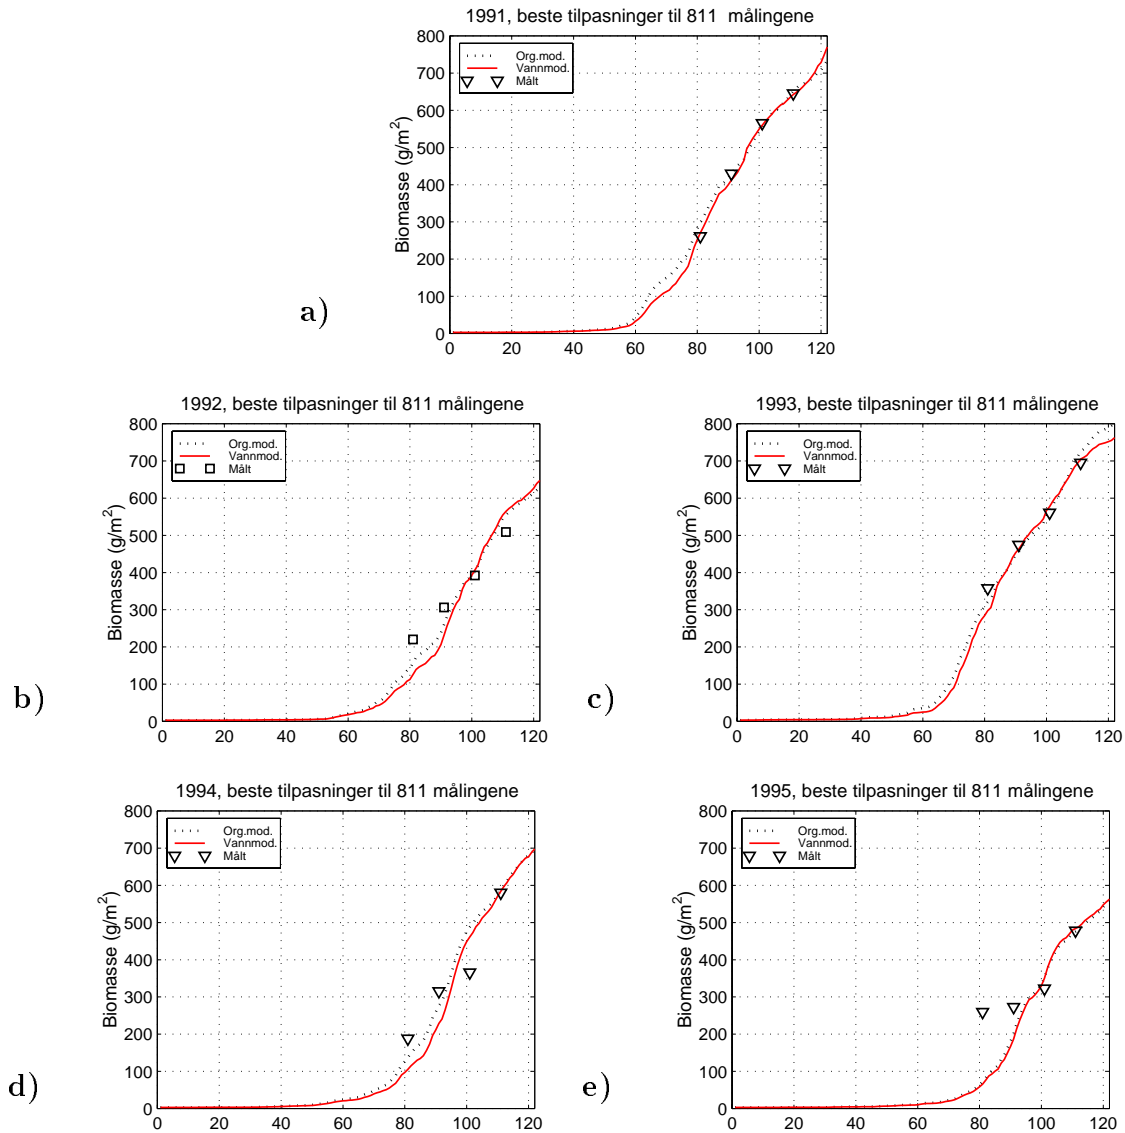 1991, beste tilpasninger til 811 målingene
Org.mod.
Vannmod.
Målt
Biomasse (g/m²)
800
700
600
500
400
300
200
100
0
0 20 40 60 80 100 120
a)
1992, beste tilpasninger til 811 målingene
Org.mod.
Vannmod.
Målt
Biomasse (g/m²)
800
700
600
500
400
300
200
100
0
0 20 40 60 80 100 120
b)
1993, beste tilpasninger til 811 målingene
Org.mod.
Vannmod.
Målt
Biomasse (g/m²)
800
700
600
500
400
300
200
100
0
0 20 40 60 80 100 120
c)
1994, beste tilpasninger til 811 målingene
Org.mod.
Vannmod.
Målt
Biomasse (g/m²)
800
700
600
500
400
300
200
100
0
0 20 40 60 80 100 120
d)
1995, beste tilpasninger til 811 målingene
Org.mod.
Vannmod.
Målt
Biomasse (g/m²)
800
700
600
500
400
300
200
100
0
0 20 40 60 80 100 120
e)